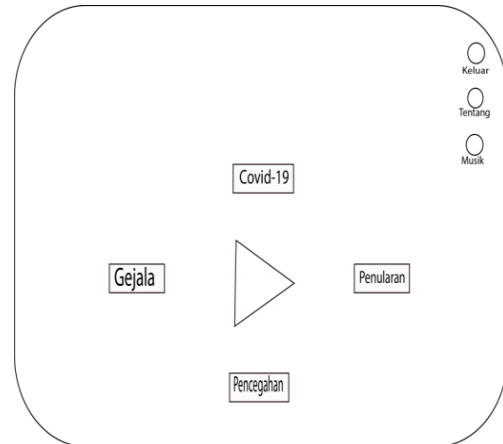 Keluar
Tentang
Musik
Covid-19
Gejala
Penularan
Pencegahan